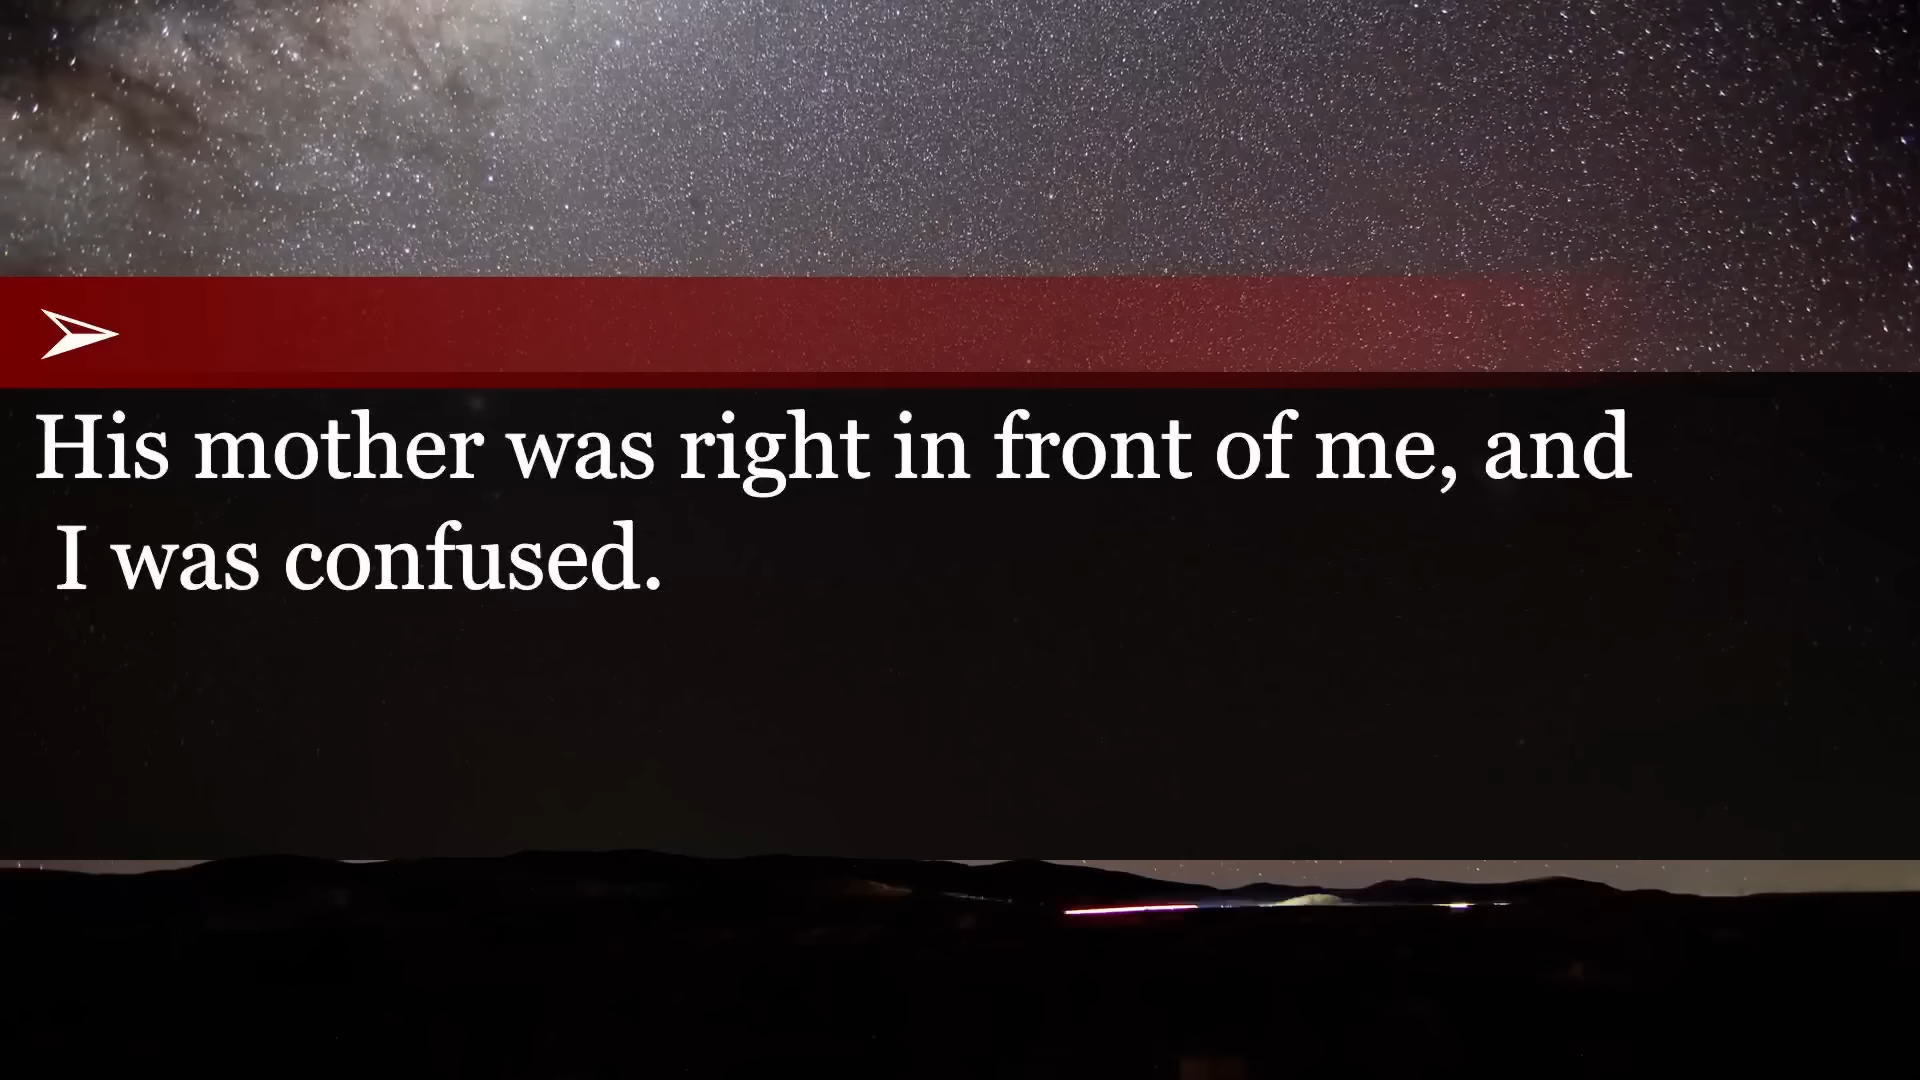 His mother was right in front of me, and
I was confused.